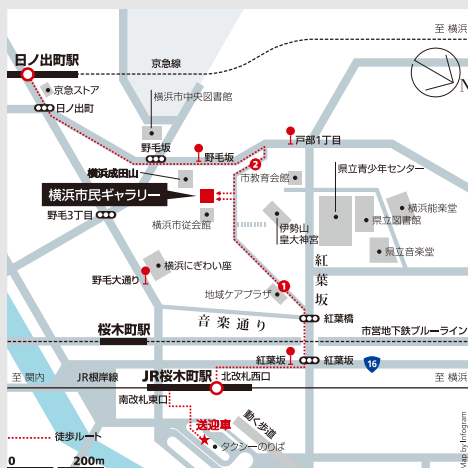 至 横浜
日ノ出町駅
京急線
京急ストア
日ノ出町
横浜市中央図書館
N
野毛坂
野毛坂
戸部1丁目
2
横浜成田山
市教育会館
県立青少年センター
横浜市民ギャラリー
野毛3丁目
横浜市従会館
伊勢山
皇大神宮
横浜能楽堂
県立図書館
県立音楽堂
横浜にぎわい座
野毛大通り
紅葉坂
1
地域ケアプラザ
音楽通り
紅葉橋
桜木町駅
市営地下鉄ブルーライン
紅葉坂
紅葉坂
16
至 関内
JR根岸線
JR桜木町駅
北改札西口
至 横浜
南改札東口
送迎車
動く歩道
タクシーのりば
徒歩ルート
0
200m
Map by Infogram